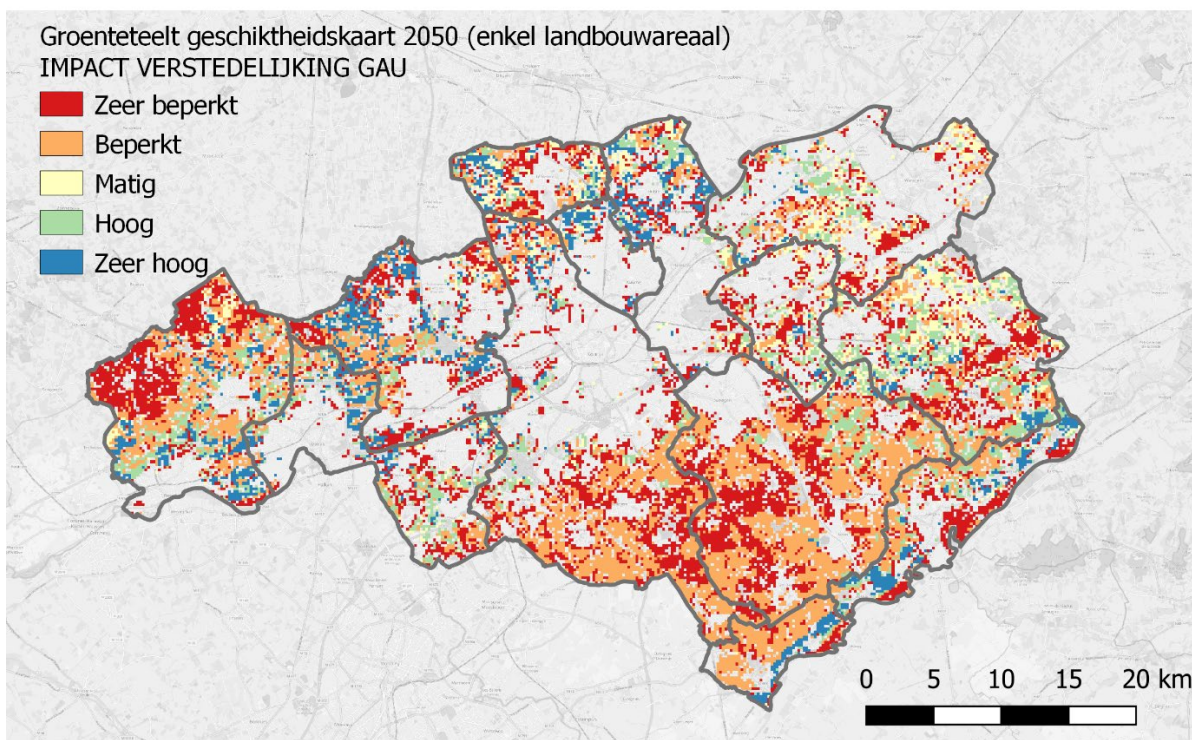 Groenteteelt geschiktheidskaart 2050 (enkel landbouwareaal)
IMPACT VERSTEDELIJKING GAU
Zeer beperkt
Beperkt
Matig
Hoog
Zeer hoog
0 5 10 15 20 km